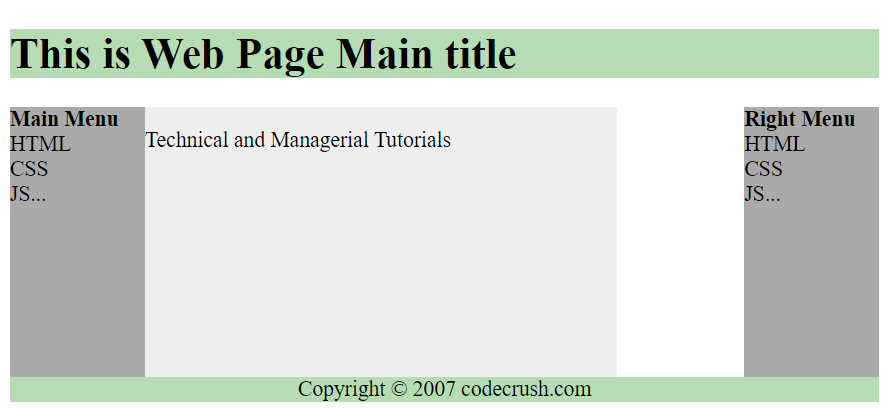 This is Web Page Main title
Main Menu
HTML
CSS
JS...
Technical and Managerial Tutorials
Right Menu
HTML
CSS
JS...
Copyright © 2007 codecrush.com